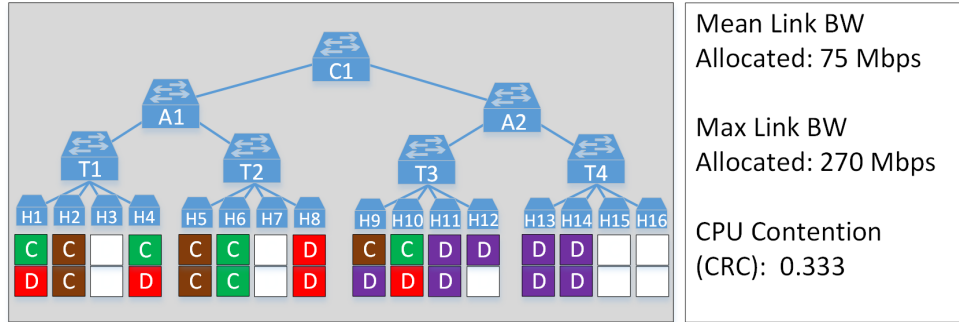 C1
A1
A2
T1
T2
T3
T4
H1 H2 H3 H4 H5 H6 H7 H8 H9 H10 H11 H12 H13 H14 H15 H16
C C C C C D C C D D D D
D C D C C D D D D D D
Mean Link BW
Allocated: 75 Mbps
Max Link BW
Allocated: 270 Mbps
CPU Contention
(CRC): 0.333